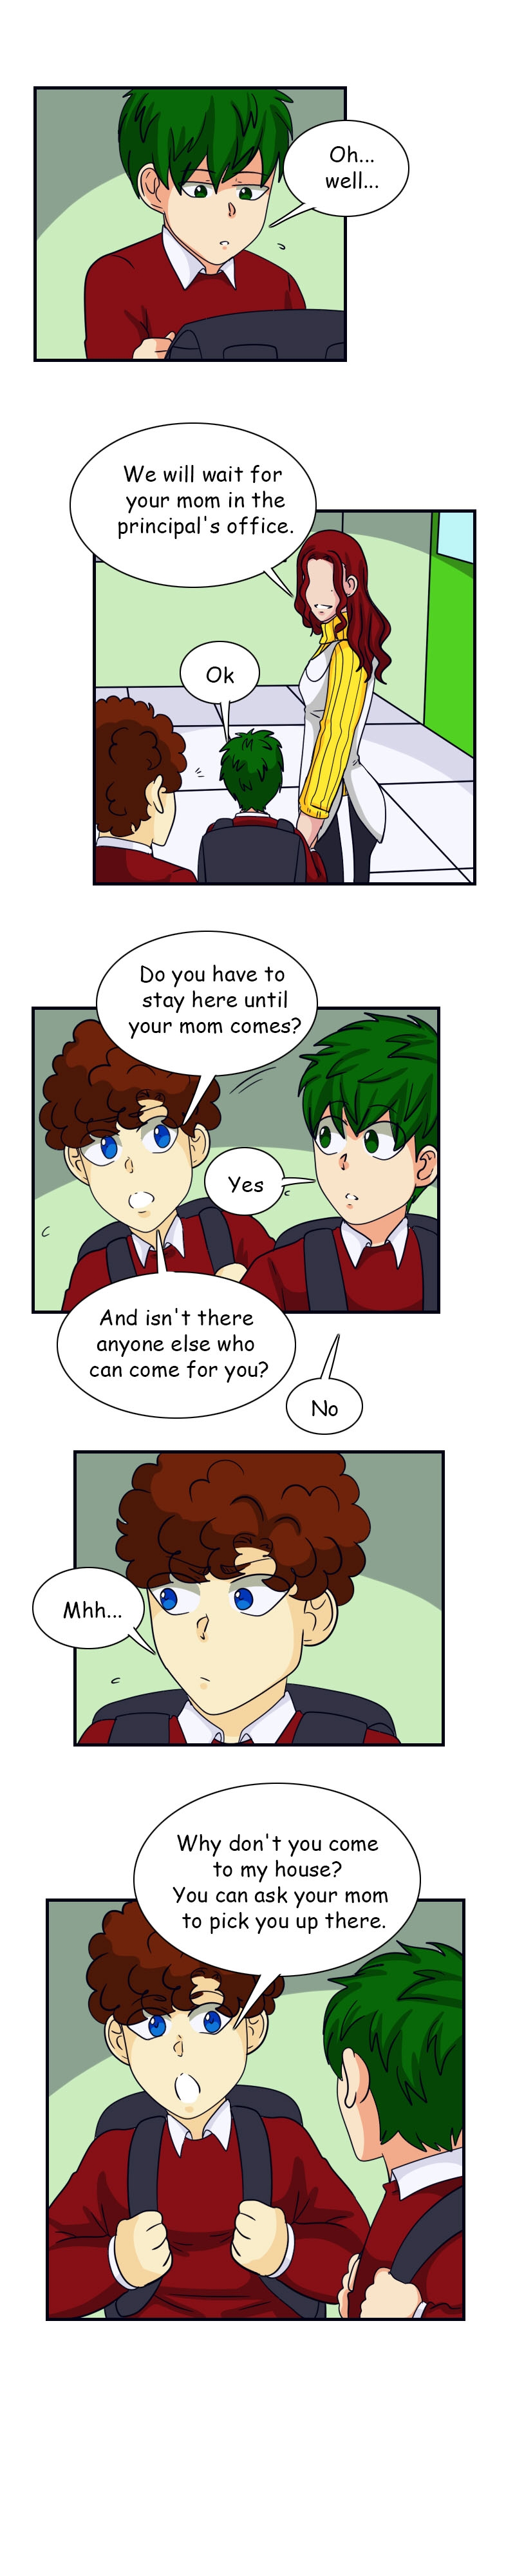 Oh...
well...
We will wait for
your mom in the
principal's office.
Ok
Do you have to
stay here until
your mom comes?
Yes
And isn't there
anyone else who
can come for you?
No
Mhh...
Why don't you come
to my house?
You can ask your mom
to pick you up there.